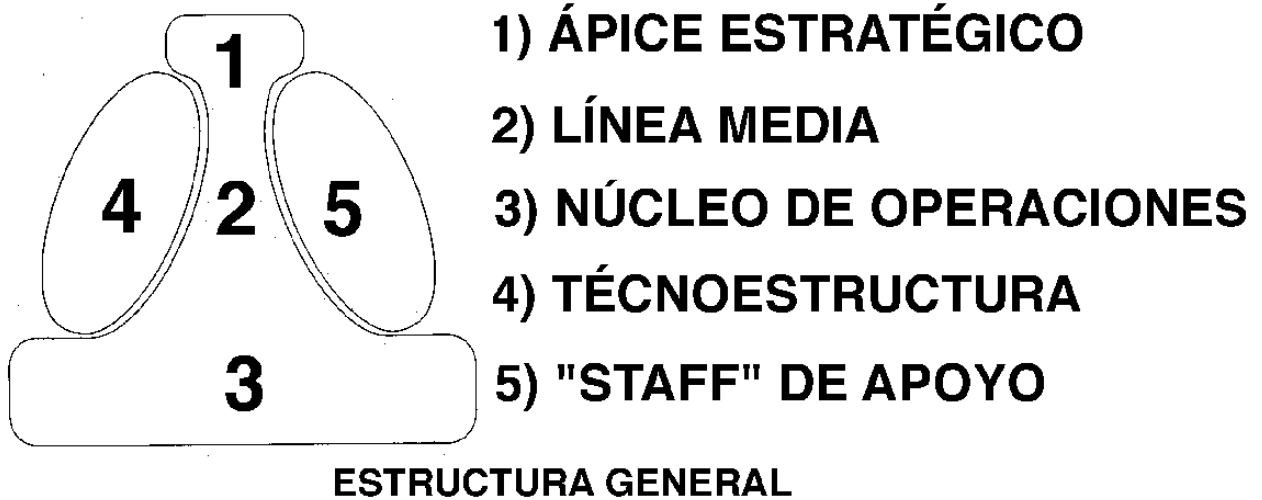 1
4
2
5
3
1) ÁPICE ESTRATÉGICO
2) LÍNEA MEDIA
3) NÚCLEO DE OPERACIONES
4) TÉCNOESTRUCTURA
5) "STAFF" DE APOYO
ESTRUCTURA GENERAL